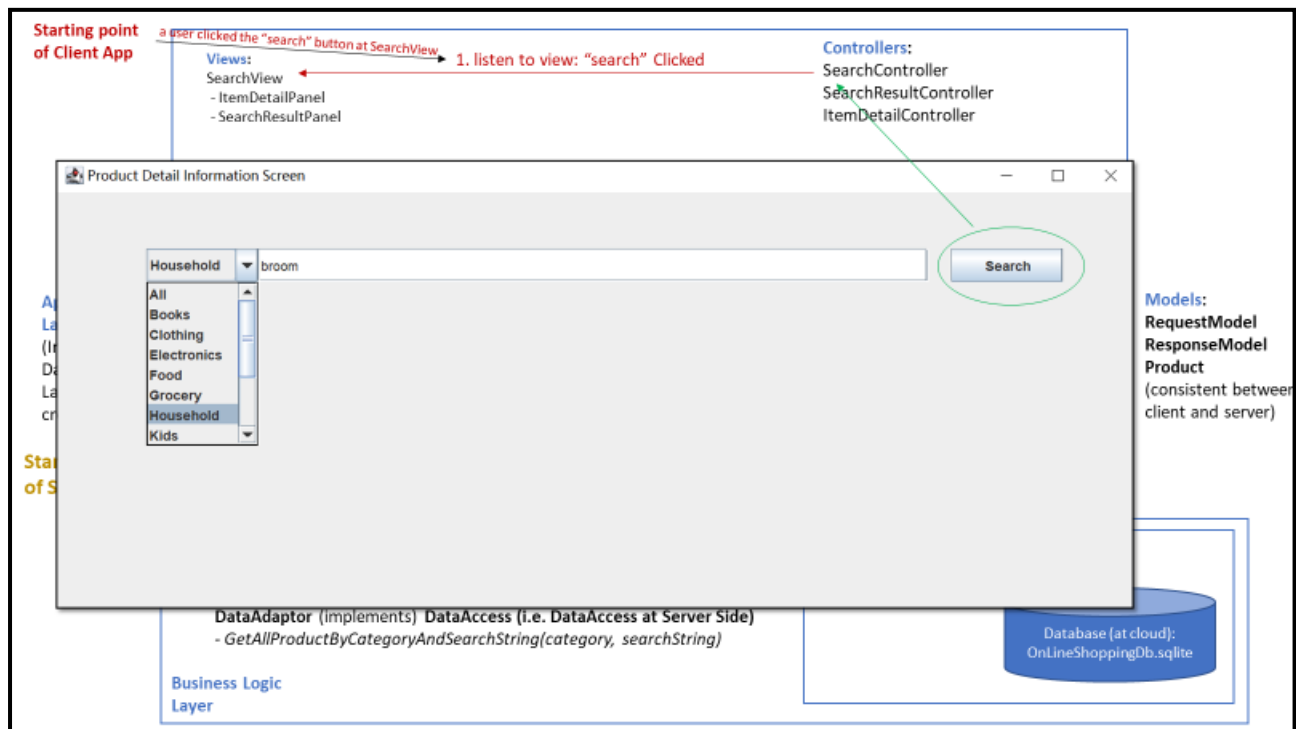 Starting point
of Client App
a user clicked the "search" button at SearchView
1. listen to view: "search" Clicked
Views:
SearchView
- ItemDetailPanel
- SearchResultPanel
Controllers:
SearchController
SearchResultController
ItemDetailController
Product Detail Information Screen
Household
broom
Search
All
Books
Clothing
Electronics
Food
Grocery
Household
Kids
Models:
RequestModel
ResponseModel
Product
(consistent between
client and server)
of S
DataAdaptor (implements) DataAccess (i.e. DataAccess at Server Side)
- GetAllProductByCategoryAndSearchString(category, searchString)
Database (at cloud):
OnLineShoppingDb.sqlite
Business Logic
Layer